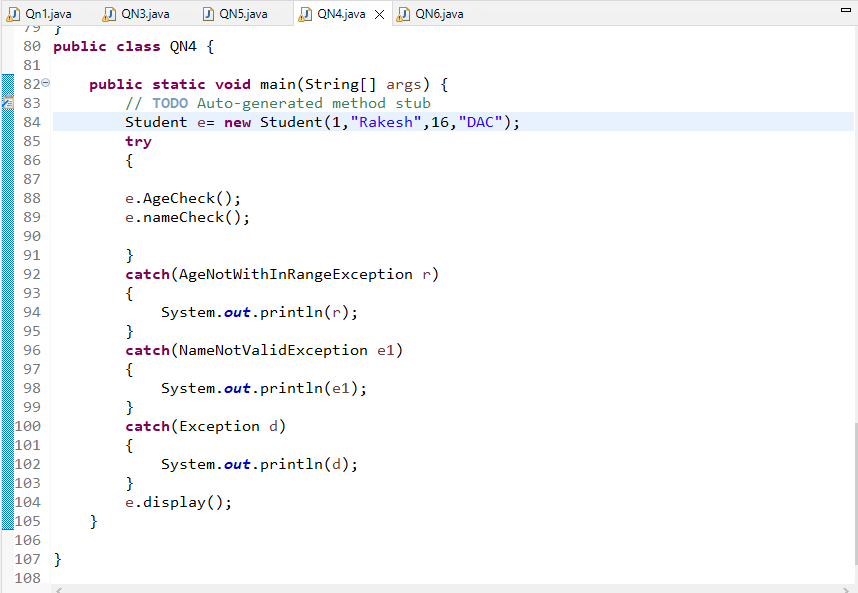 Qn1.java QN3.java QN5.java QN4.java QN6.java
79 }
80 public class QN4 {
81
82 public static void main(String[] args) {
83 // TODO Auto-generated method stub
84 Student e= new Student(1,"Rakesh",16,"DAC");
85 try
86 {
87
88 e.AgeCheck();
89 e.nameCheck();
90
91 }
92 catch(AgeNotWithInRangeException r)
93 {
94 System.out.println(r);
95 }
96 catch(NameNotValidException e1)
97 {
98 System.out.println(e1);
99 }
100 catch(Exception d)
101 {
102 System.out.println(d);
103 }
104 e.display();
105 }
106
107 }
108